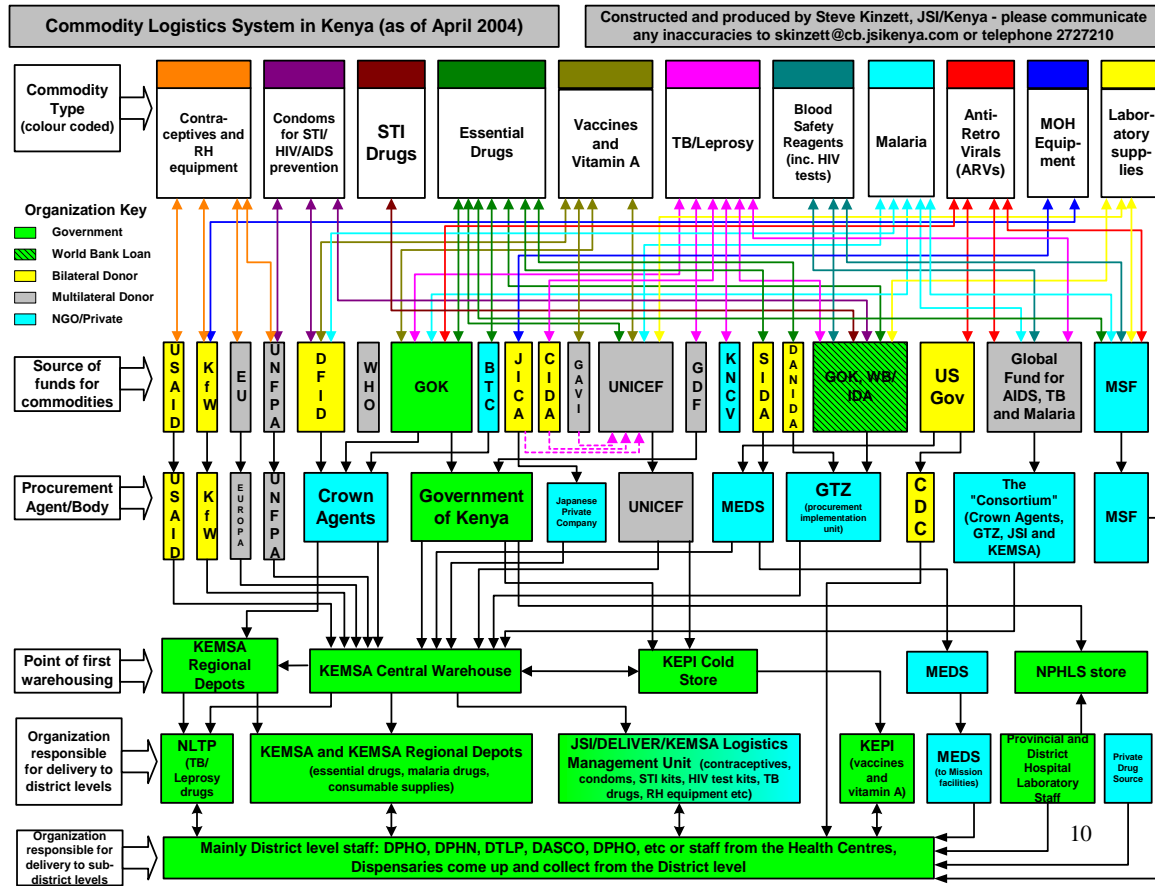 Commodity Logistics System in Kenya (as of April 2004)
Constructed and produced by Steve Kinzett, JSI/Kenya - please communicate
any inaccuracies to skinzett@cb.jsikenya.com or telephone 2727210
Commodity
Type
(colour coded)
Contra-
ceptives and
RH
equipment
Condoms
for STI/
HIV/AIDS
prevention
STI
Drugs
Essential
Drugs
Vaccines
and
Vitamin A
TB/Leprosy
Blood
Safety
Reagents
(inc. HIV
tests)
Malaria
Anti-
Retro
Virals
(ARVs)
MOH
Equip-
ment
Labor-
atory
supp-
lies
Organization Key
Government
World Bank Loan
Bilateral Donor
Multilateral Donor
NGO/Private
Source of
funds for
commodities
USAID
KfW
EU
UNFPA
DFID
WHO
GOK
BTC
JICA
CIDA
GAVI
UNICEF
GDF
KNCV
SIDA
DANIDA
GOK, WB/
IDA
US
Gov
Global
Fund for
AIDS, TB
and Malaria
MSF
Procurement
Agent/Body
USAID
KfW
EUROPA
UNFPA
Crown
Agents
Government
of Kenya
Japanese
Private
Company
UNICEF
MEDS
GTZ
(procurement
implementation
unit)
CDC
The
"Consortium"
(Crown Agents,
GTZ, JSI and
KEMSA)
MSF
Point of first
warehousing
KEMSA
Regional
Depots
KEMSA Central Warehouse
KEPI Cold
Store
MEDS
NPHLS store
Organization
responsible
for delivery to
district levels
NLTP
(TB/
Leprosy
drugs
KEMSA and KEMSA Regional Depots
(essential drugs, malaria drugs,
consumable supplies)
JSI/DELIVER/KEMSA Logistics
Management Unit (contraceptives,
condoms, STI kits, HIV test kits, TB
drugs, RH equipment etc)
KEPI
(vaccines
and
vitamin A)
MEDS
(to Mission
facilities)
Provincial and
District
Hospital
Laboratory
Staff
Private Drug
Source
Organization
responsible for
delivery to sub-
district levels
Mainly District level staff: DPHO, DPHN, DTLP, DASCO, DPHO, etc or staff from the Health Centres,
Dispensaries come up and collect from the District level
10